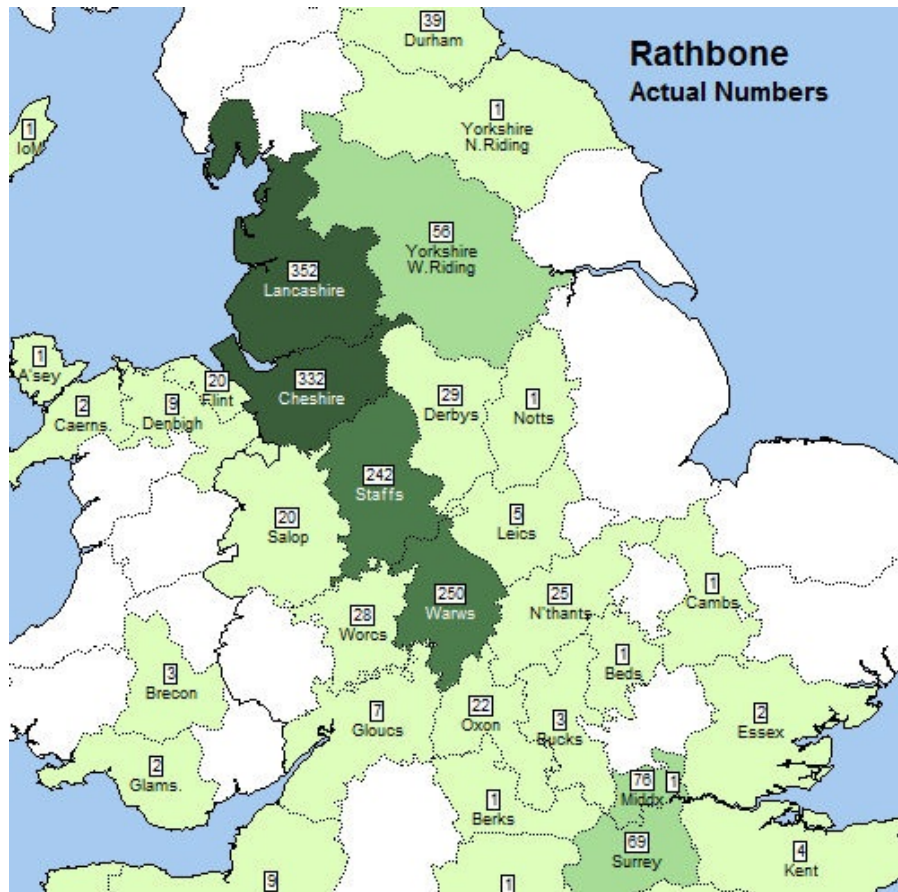 39
Durham
Rathbone
Actual Numbers
1
Yorkshire
N.Riding
1
IoM
56
Yorkshire
W.Riding
352
Lancashire
1
A'sey
20
Flint
332
Cheshire
2
Caerns.
9
Denbigh
29
Derbys
1
Notts
242
Staffs
20
Salop
5
Leics
250
Warws
25
N'thants
1
Cambs
28
Worcs
1
Beds
3
Brecon
7
Gloucs
22
Oxon
3
Bucks
2
Essex
2
Glams.
76
Middx.
1
1
Berks
69
Surrey
4
Kent
9
1